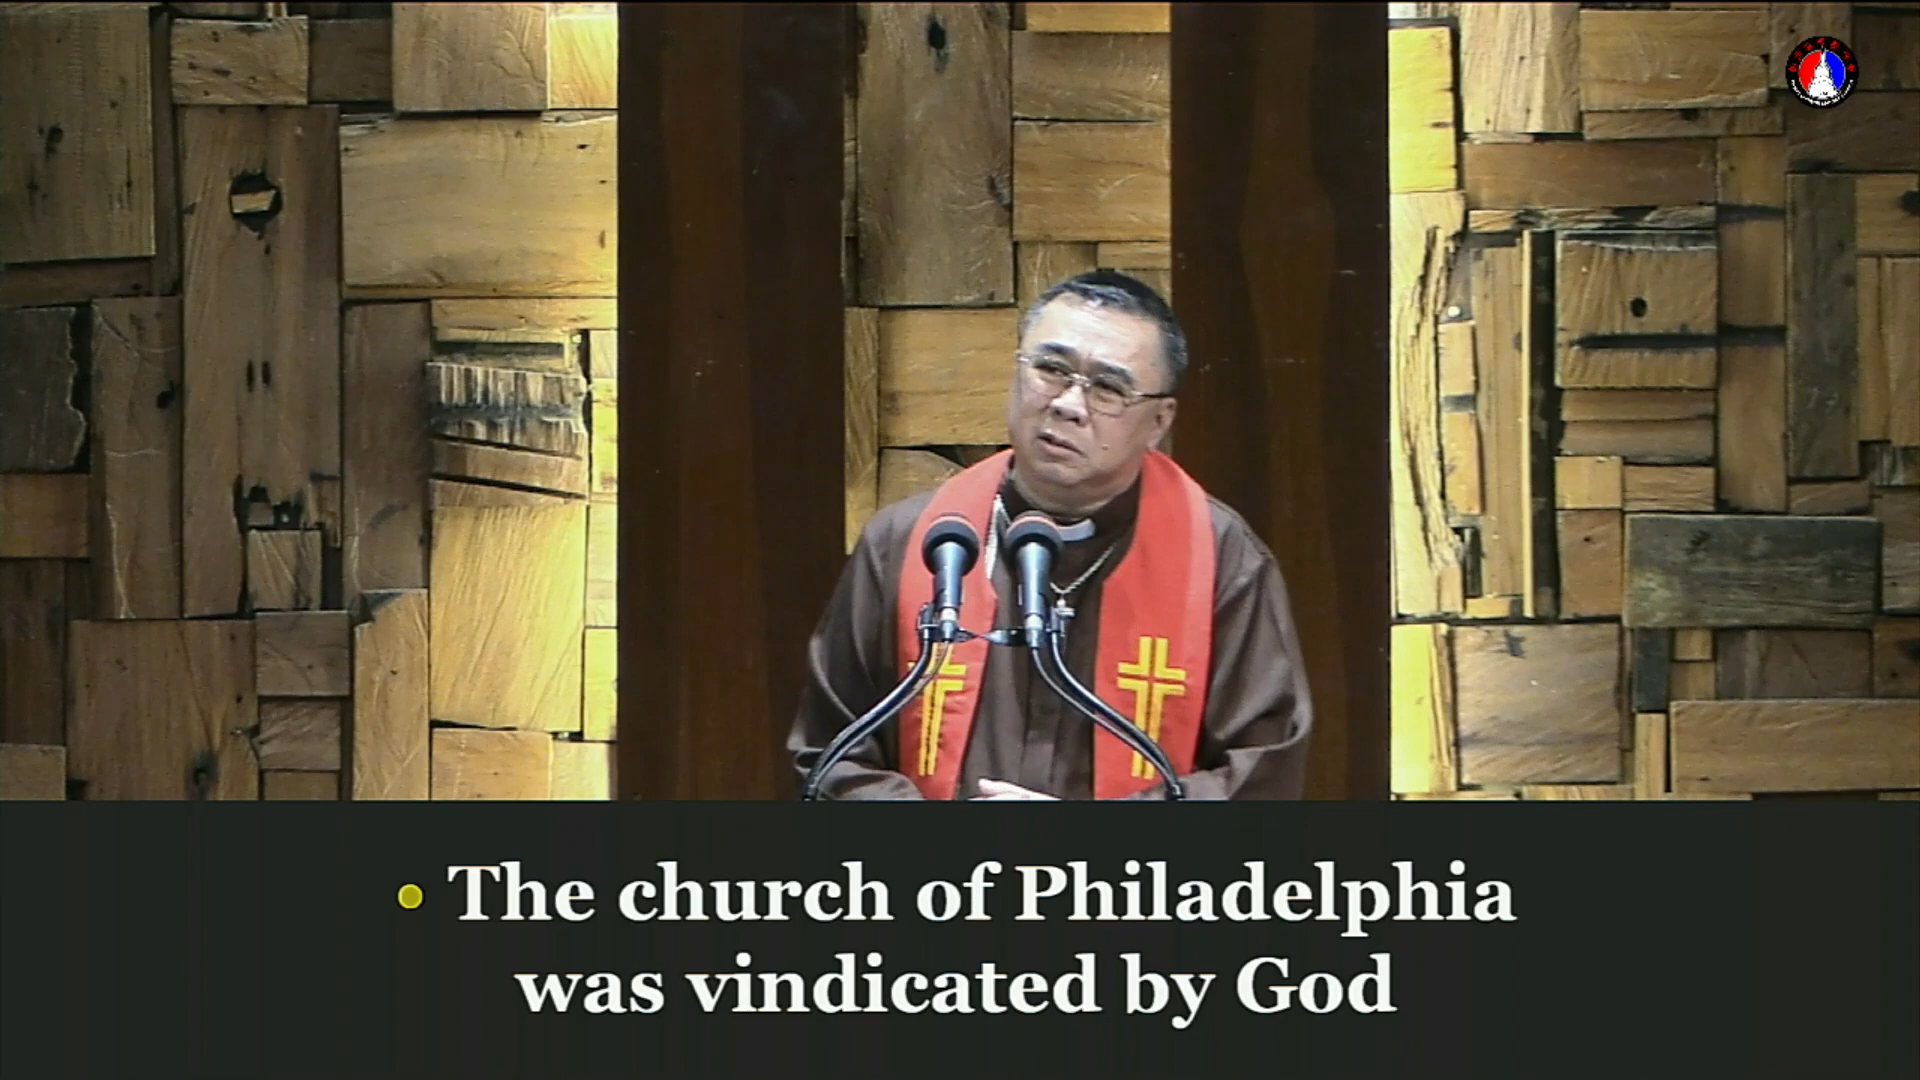 • The church of Philadelphia
was vindicated by God